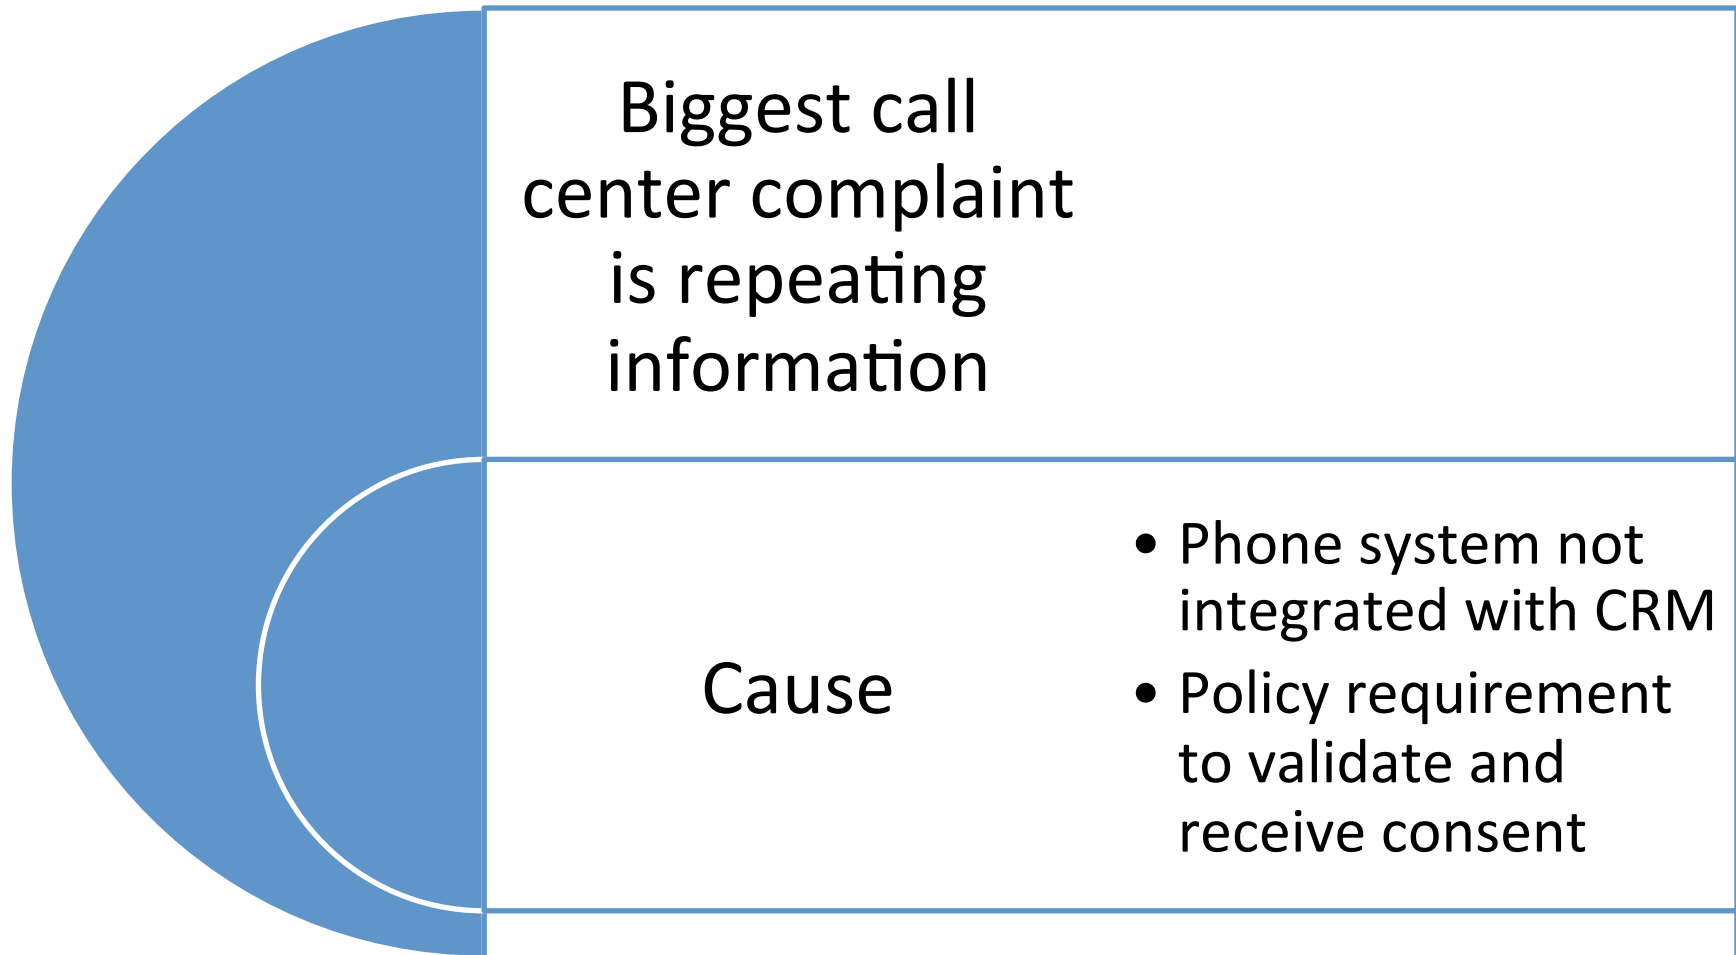 Biggest call
center complaint
is repeating
information
Cause
• Phone system not
integrated with CRM
• Policy requirement
to validate and
receive consent